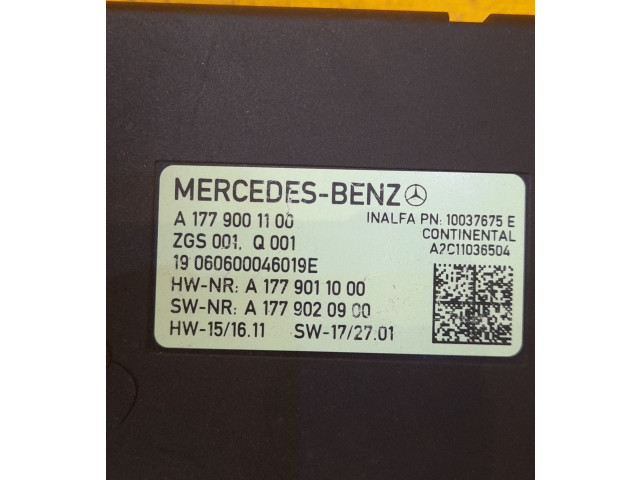 MERCEDES-BENZ
A 177 900 11 00
INALFA PN: 10037675 E
ZGS 001, Q 001
CONTINENTAL
A2C11036504
19 060600046019E
HW-NR: A 177 901 10 00
SW-NR: A 177 902 09 00
HW-15/16.11 SW-17/27.01